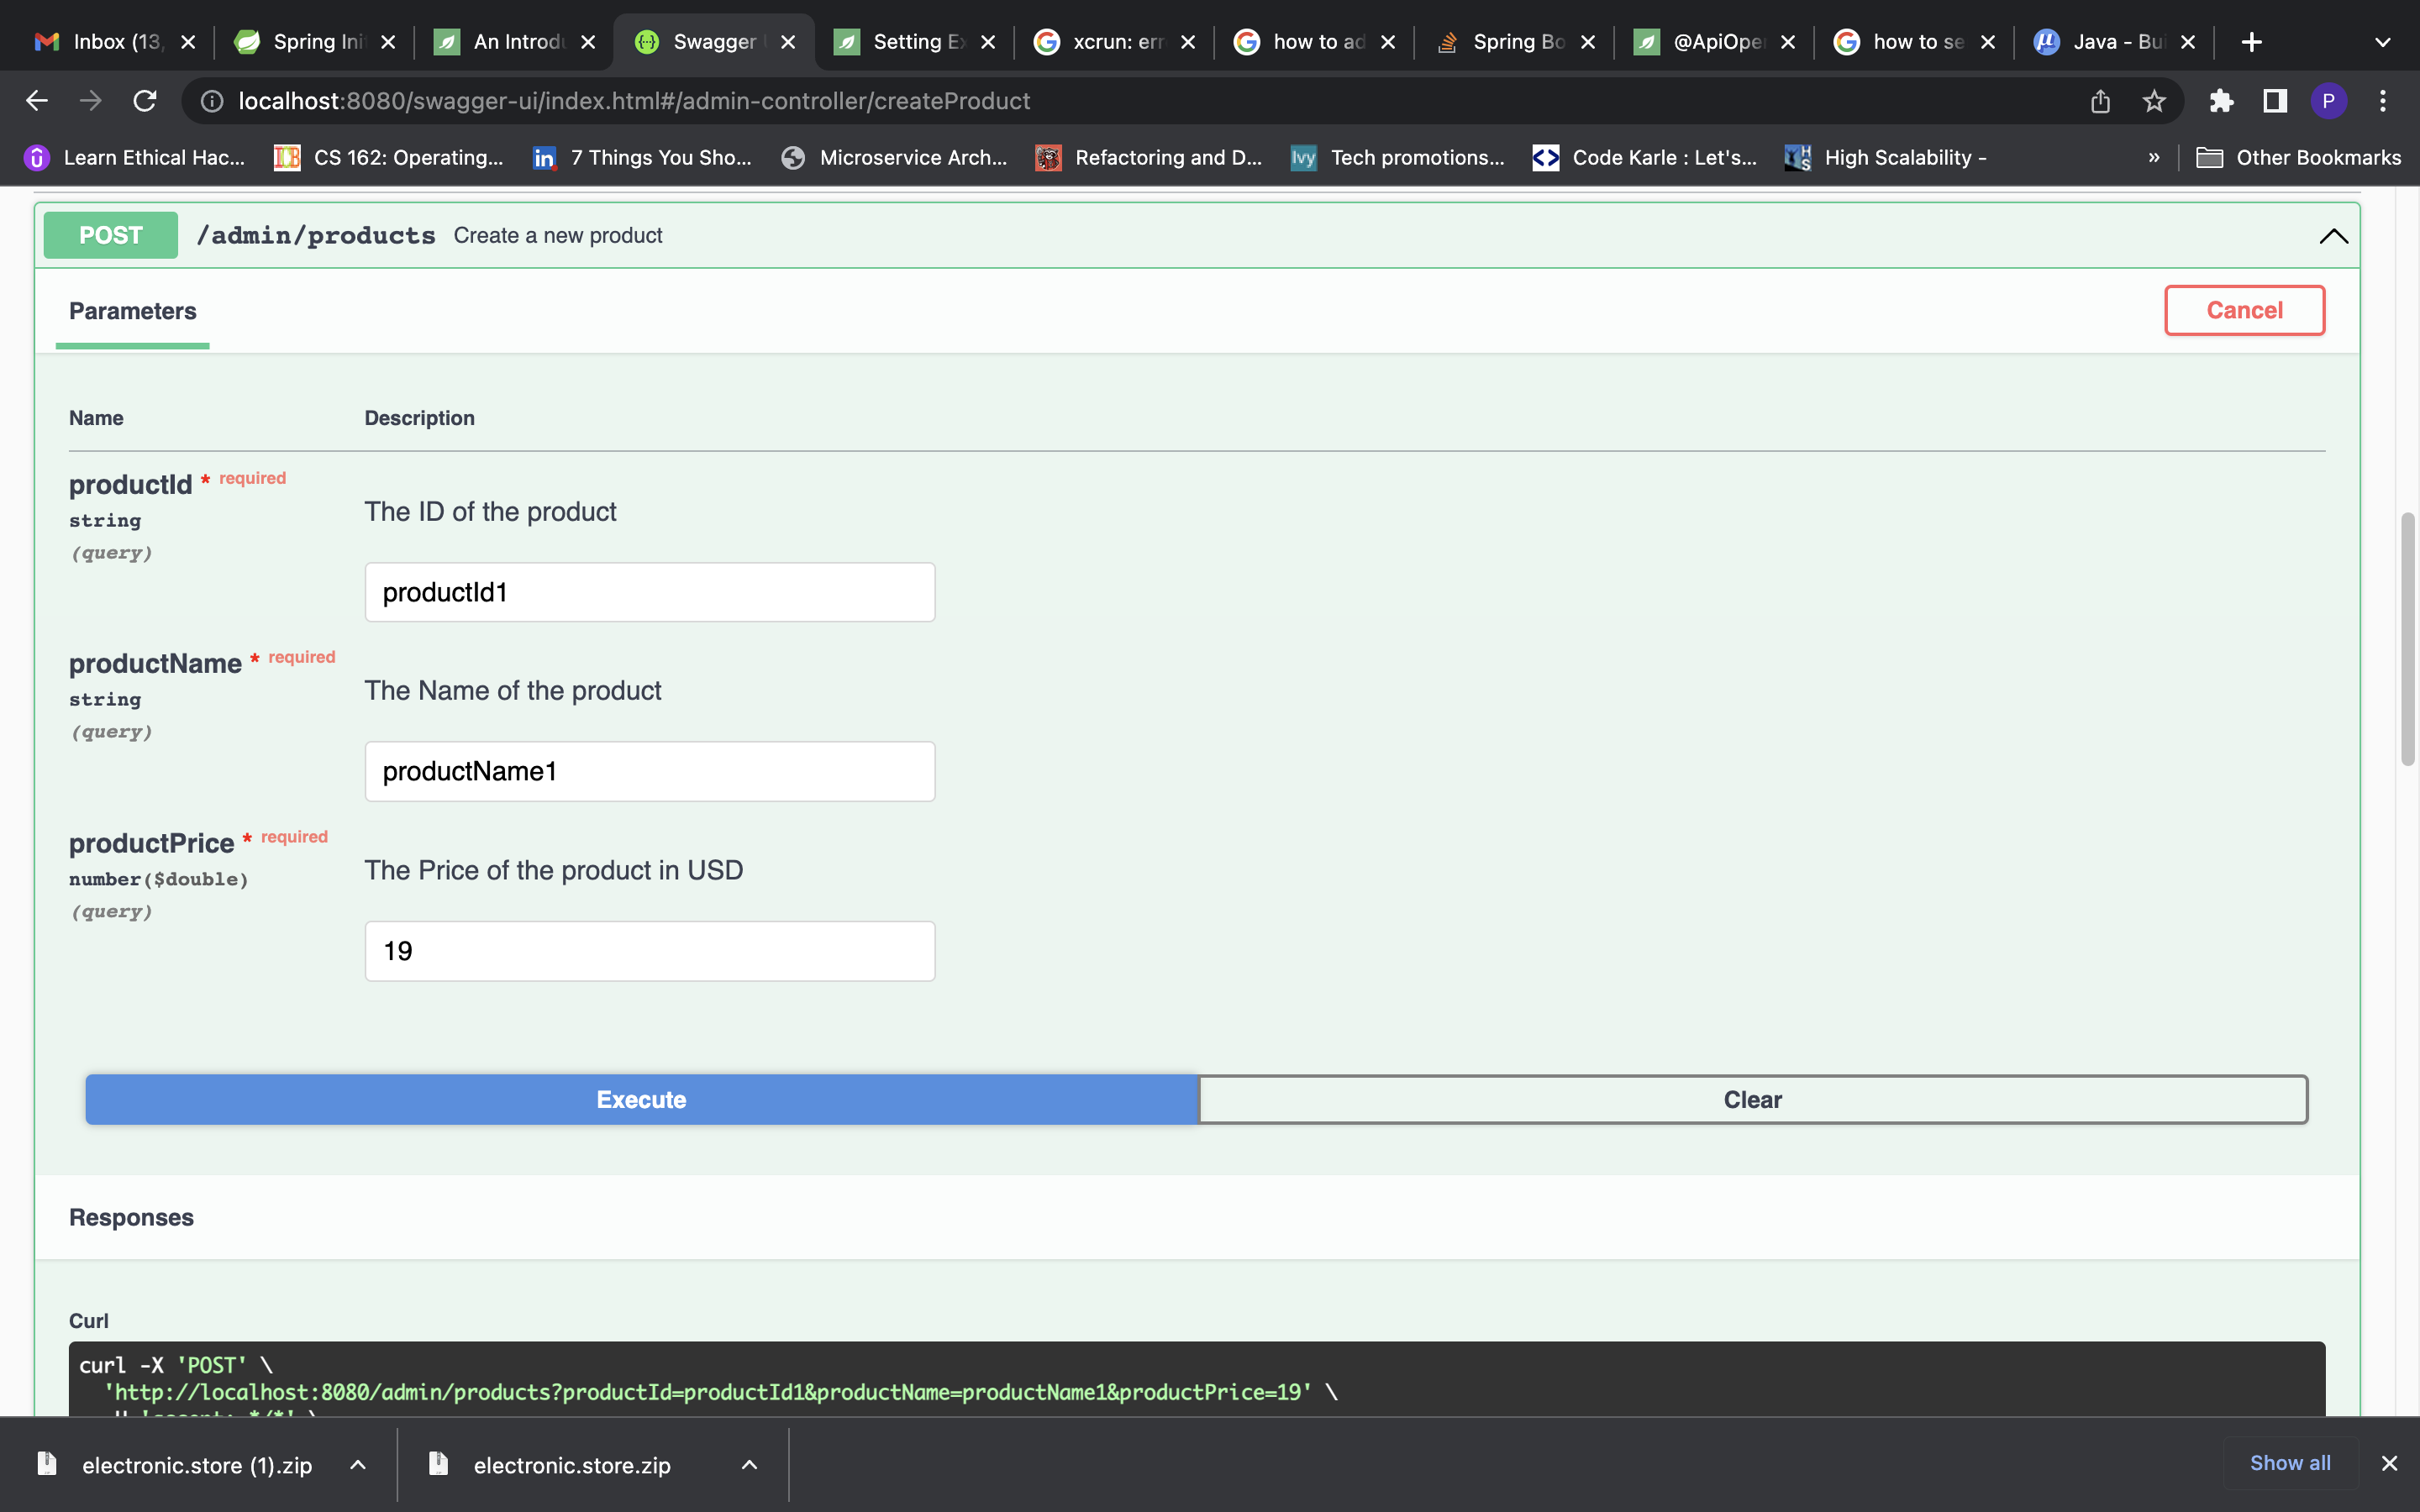 Inbox (13,
Spring Ini
An Introdu
Swagger
Setting Ex
xcrun: err
how to ad
Spring Bo
@ApiOper
how to se
Java - Bui
localhost:8080/swagger-ui/index.html#/admin-controller/createProduct
P
Learn Ethical Hac...
CS 162: Operating...
7 Things You Sho...
Microservice Arch...
Refactoring and D...
Ivy Tech promotions...
Code Karle : Let's...
High Scalability -
»
Other Bookmarks
POST /admin/products Create a new product
Parameters
Cancel
Name Description
productId * required
string
(query)
The ID of the product
productId1
productName * required
string
(query)
The Name of the product
productName1
productPrice * required
number($double)
(query)
The Price of the product in USD
19
Execute
Clear
Responses
Curl
curl -X 'POST' \
'http://localhost:8080/admin/products?productId=productId1&productName=productName1&productPrice=19' \
electronic.store (1).zip
electronic.store.zip
Show all